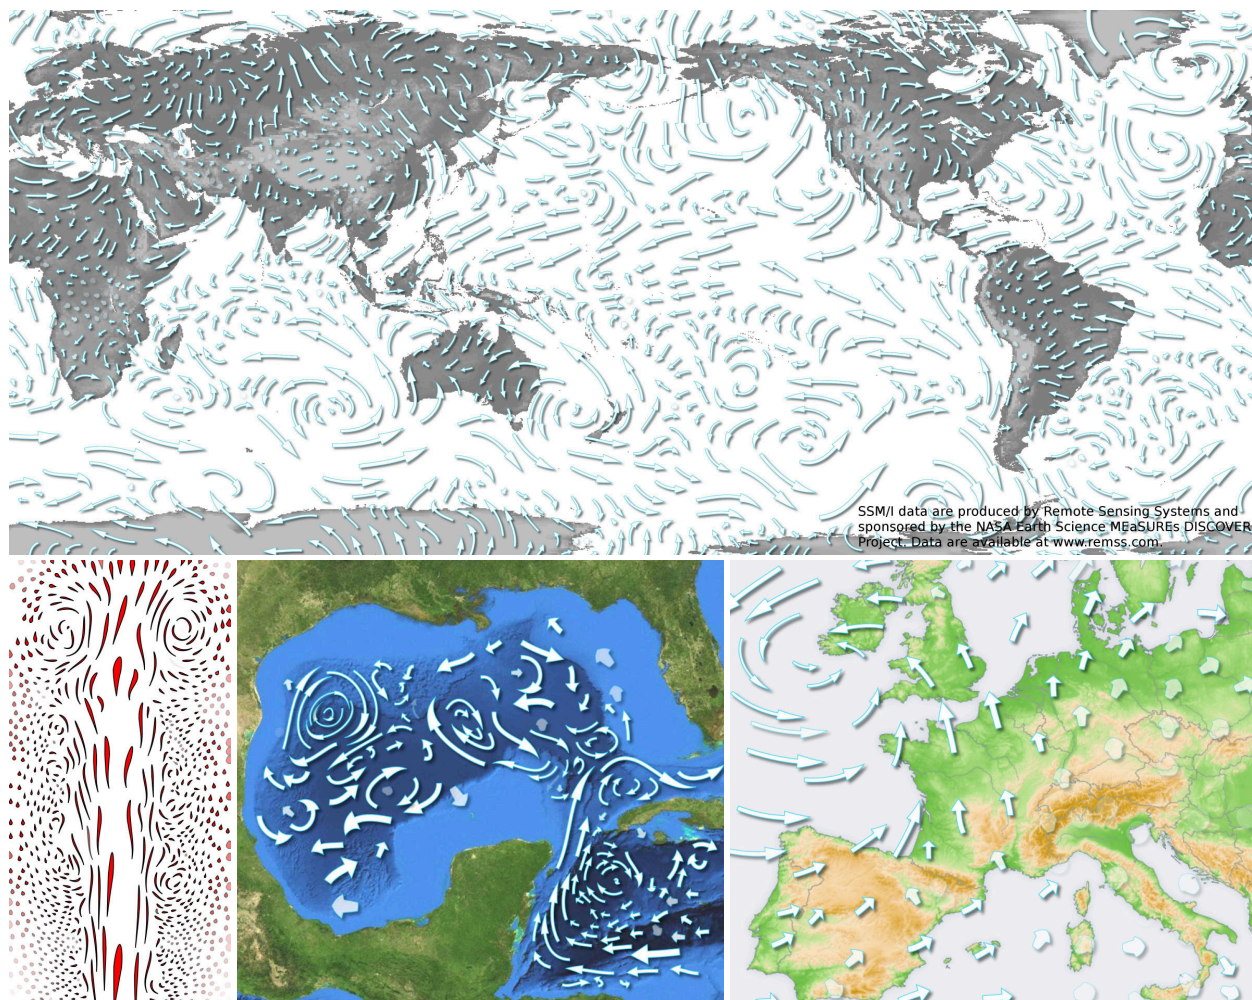 SSM/I data are produced by Remote Sensing Systems and
sponsored by the NASA Earth Science MEaSUREs DISCOVER
Project. Data are available at www.remss.com.